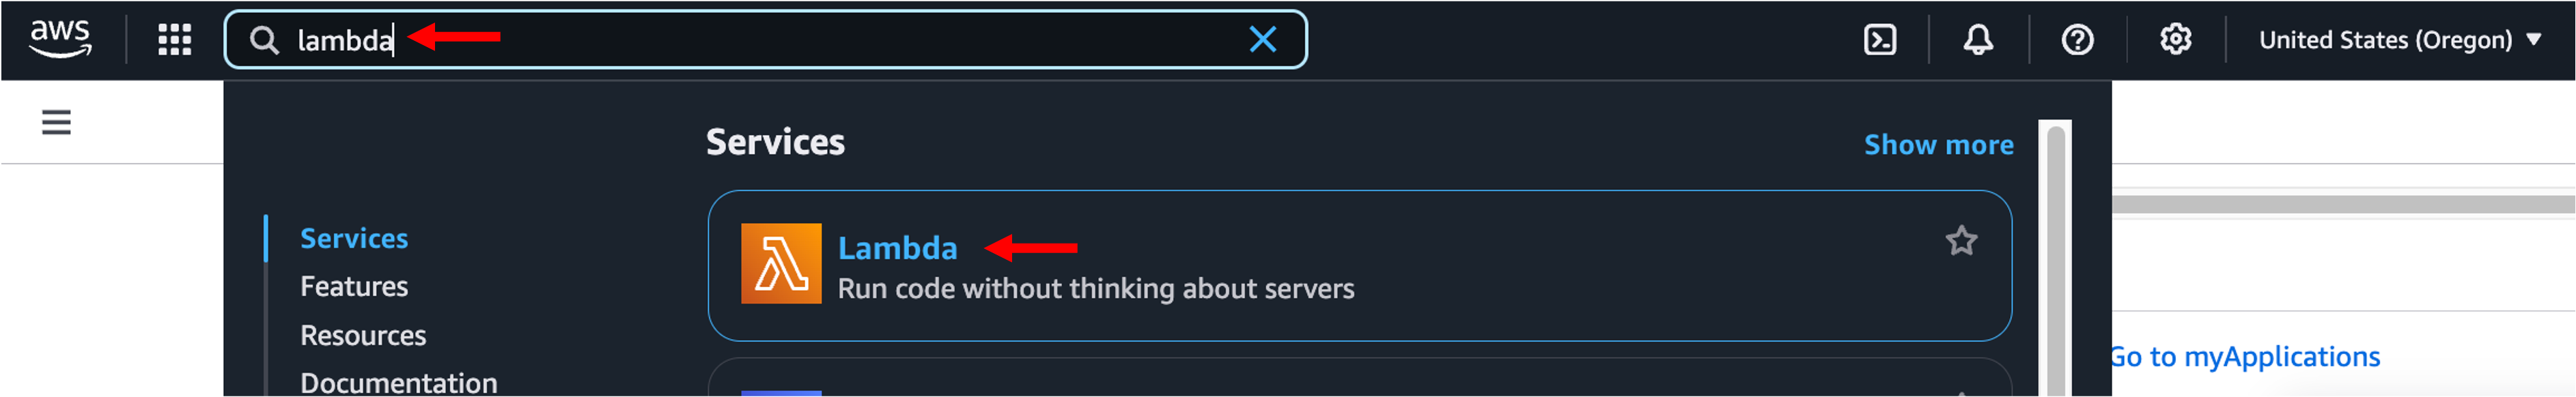 aws
lambda
United States (Oregon)
Services
Show more
Services
Features
Resources
Documentation
Lambda
Run code without thinking about servers
Go to myApplications